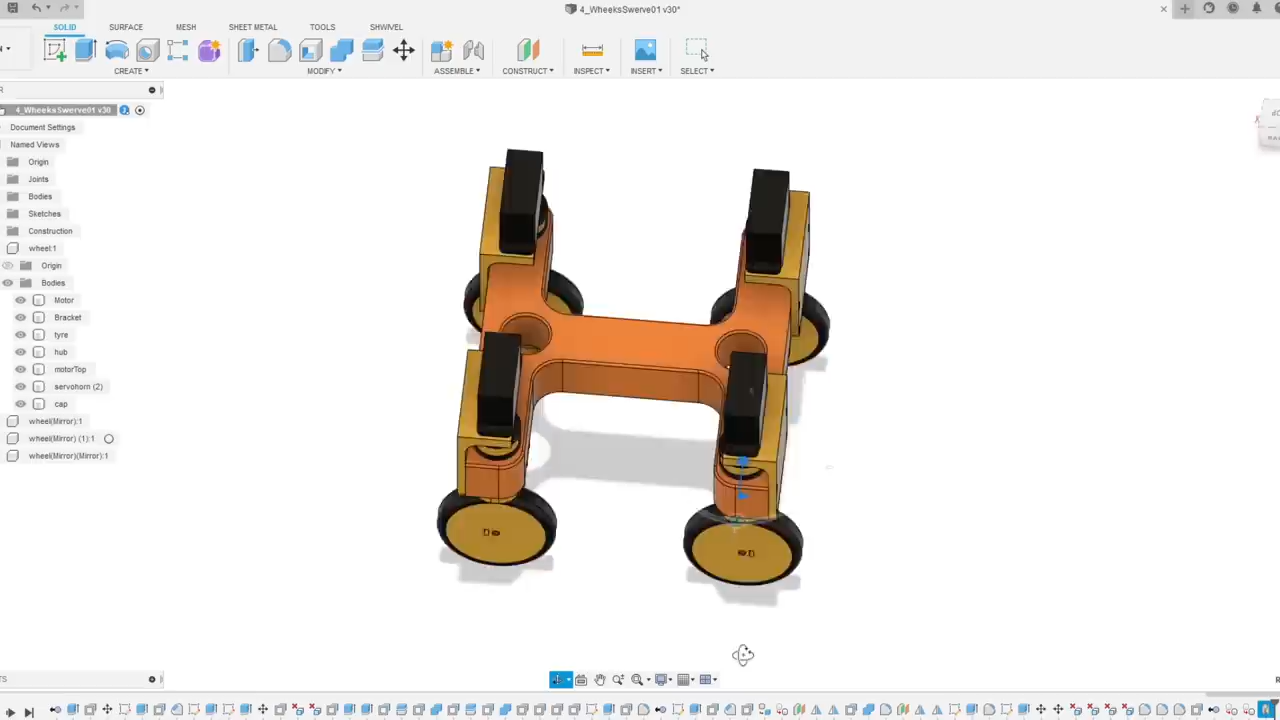 4_WheeksSwerve01 v30*
SOLID SURFACE MESH SHEET METAL TOOLS SHWIVEL
CREATE MODIFY ASSEMBLE CONSTRUCT INSPECT INSERT SELECT
4_WheeksSwerve01 v30
Document Settings
Named Views
Origin
Joints
Bodies
Sketches
Construction
wheel:1
Origin
Bodies
Motor
Bracket
tyre
hub
motorTop
servohorn (2)
cap
wheel(Mirror):1
wheel(Mirror) (1):1
wheel(Mirror)(Mirror):1